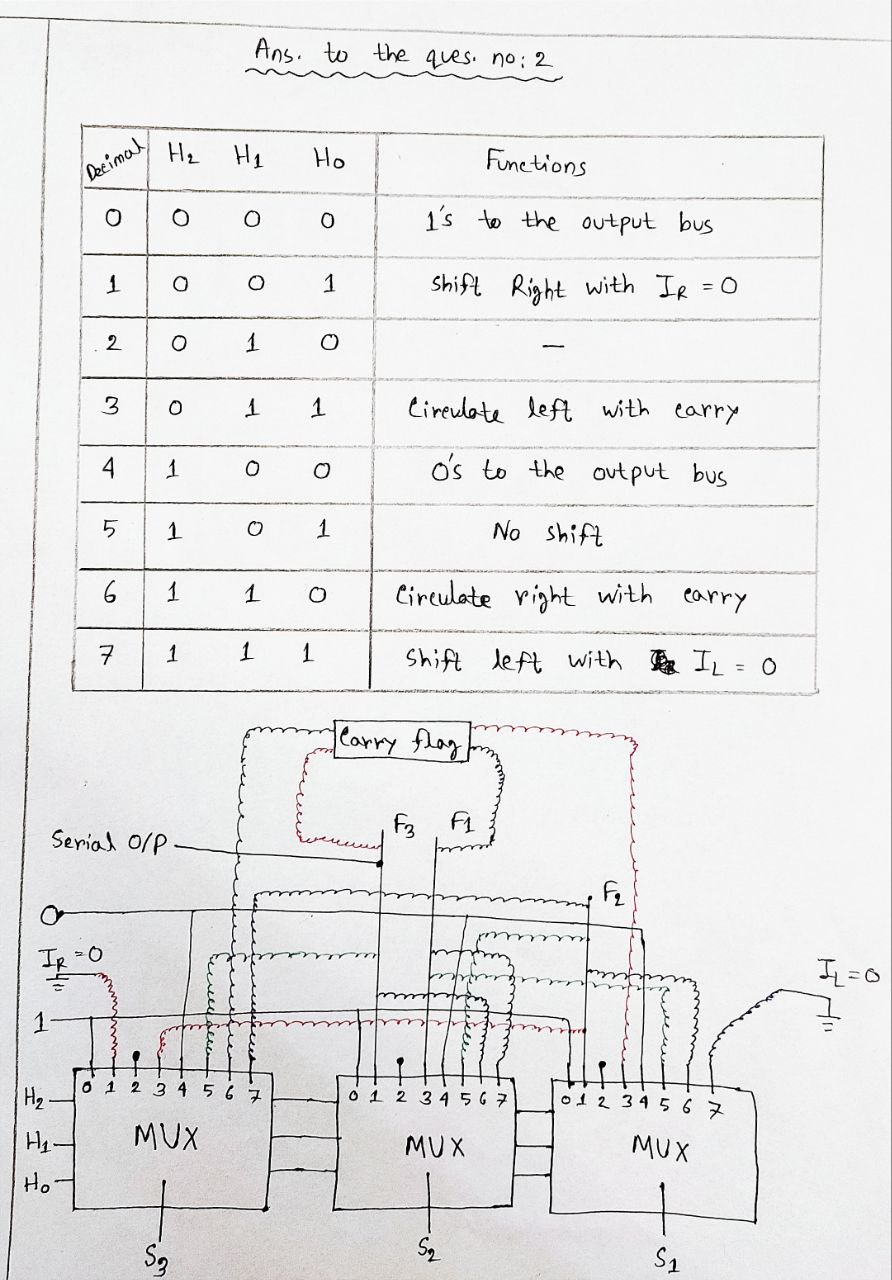 Ans. to the ques. no: 2
Decimal H2 H1 H0 Functions
0 0 0 0 1's to the output bus
1 0 0 1 Shift Right with IR = 0
2 0 1 0 —
3 0 1 1 Circulate left with carry
4 1 0 0 0's to the output bus
5 1 0 1 No shift
6 1 1 0 Circulate right with carry
7 1 1 1 Shift left with IL = 0
Carry flag
F3 F1
Serial O/P
F2
0
IR = 0
IL = 0
1
0 1 2 3 4 5 6 7
0 1 2 3 4 5 6 7
0 1 2 3 4 5 6 7
H2
H1
H0
MUX
MUX
MUX
S3
S2
S1